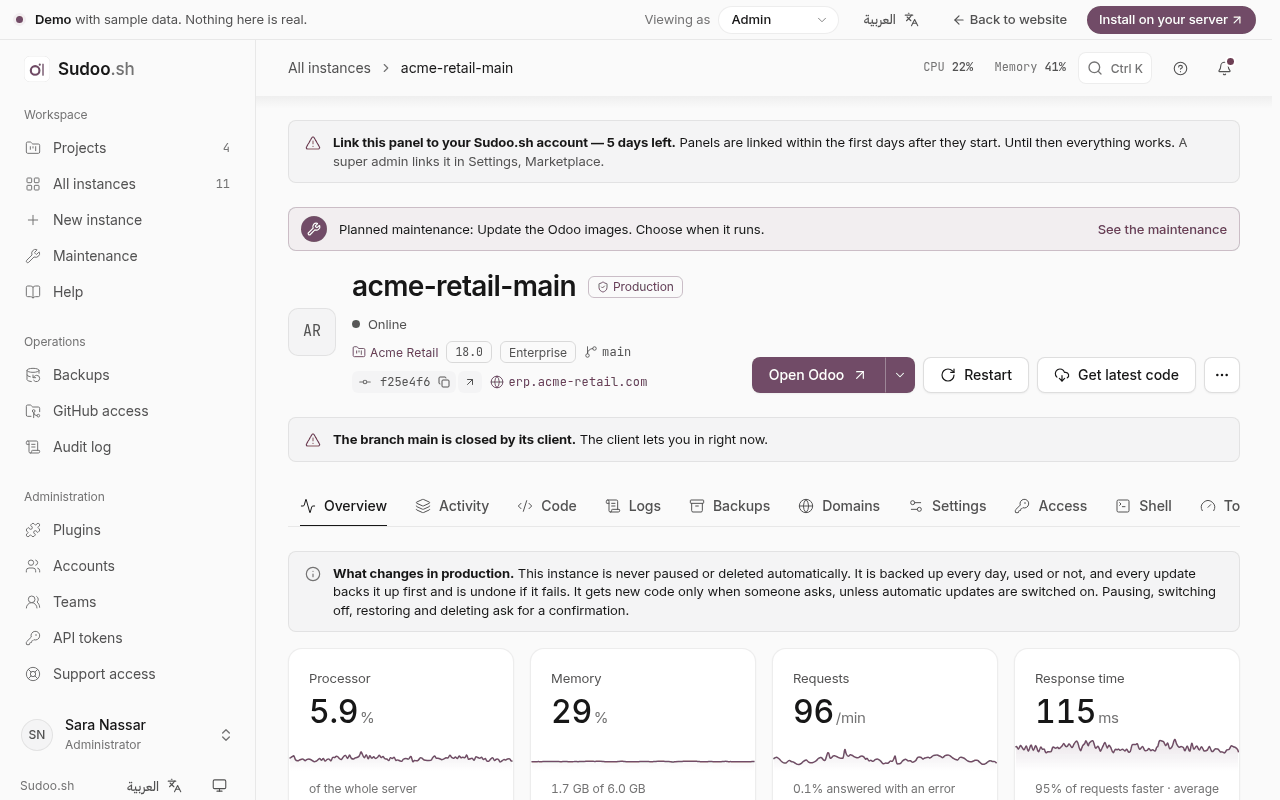 Demo with sample data. Nothing here is real.
Viewing as
Admin
العربية
Back to website
Install on your server
Sudoo.sh
All instances
acme-retail-main
CPU 22%
Memory 41%
Ctrl K
Workspace
Projects 4
All instances 11
New instance
Maintenance
Help
Operations
Backups
GitHub access
Audit log
Administration
Plugins
Accounts
Teams
API tokens
Support access
SN
Sara Nassar
Administrator
Sudoo.sh
العربية
Link this panel to your Sudoo.sh account — 5 days left. Panels are linked within the first days after they start. Until then everything works. A
super admin links it in Settings, Marketplace.
Planned maintenance: Update the Odoo images. Choose when it runs.
See the maintenance
AR
acme-retail-main
Production
Online
Acme Retail
18.0
Enterprise
main
f25e4f6
erp.acme-retail.com
Open Odoo
Restart
Get latest code
The branch main is closed by its client. The client lets you in right now.
Overview
Activity
Code
Logs
Backups
Domains
Settings
Access
Shell
To
What changes in production. This instance is never paused or deleted automatically. It is backed up every day, used or not, and every update
backs it up first and is undone if it fails. It gets new code only when someone asks, unless automatic updates are switched on. Pausing, switching
off, restoring and deleting ask for a confirmation.
Processor
5.9%
of the whole server
Memory
29%
1.7 GB of 6.0 GB
Requests
96/min
0.1% answered with an error
Response time
115ms
95% of requests faster · average